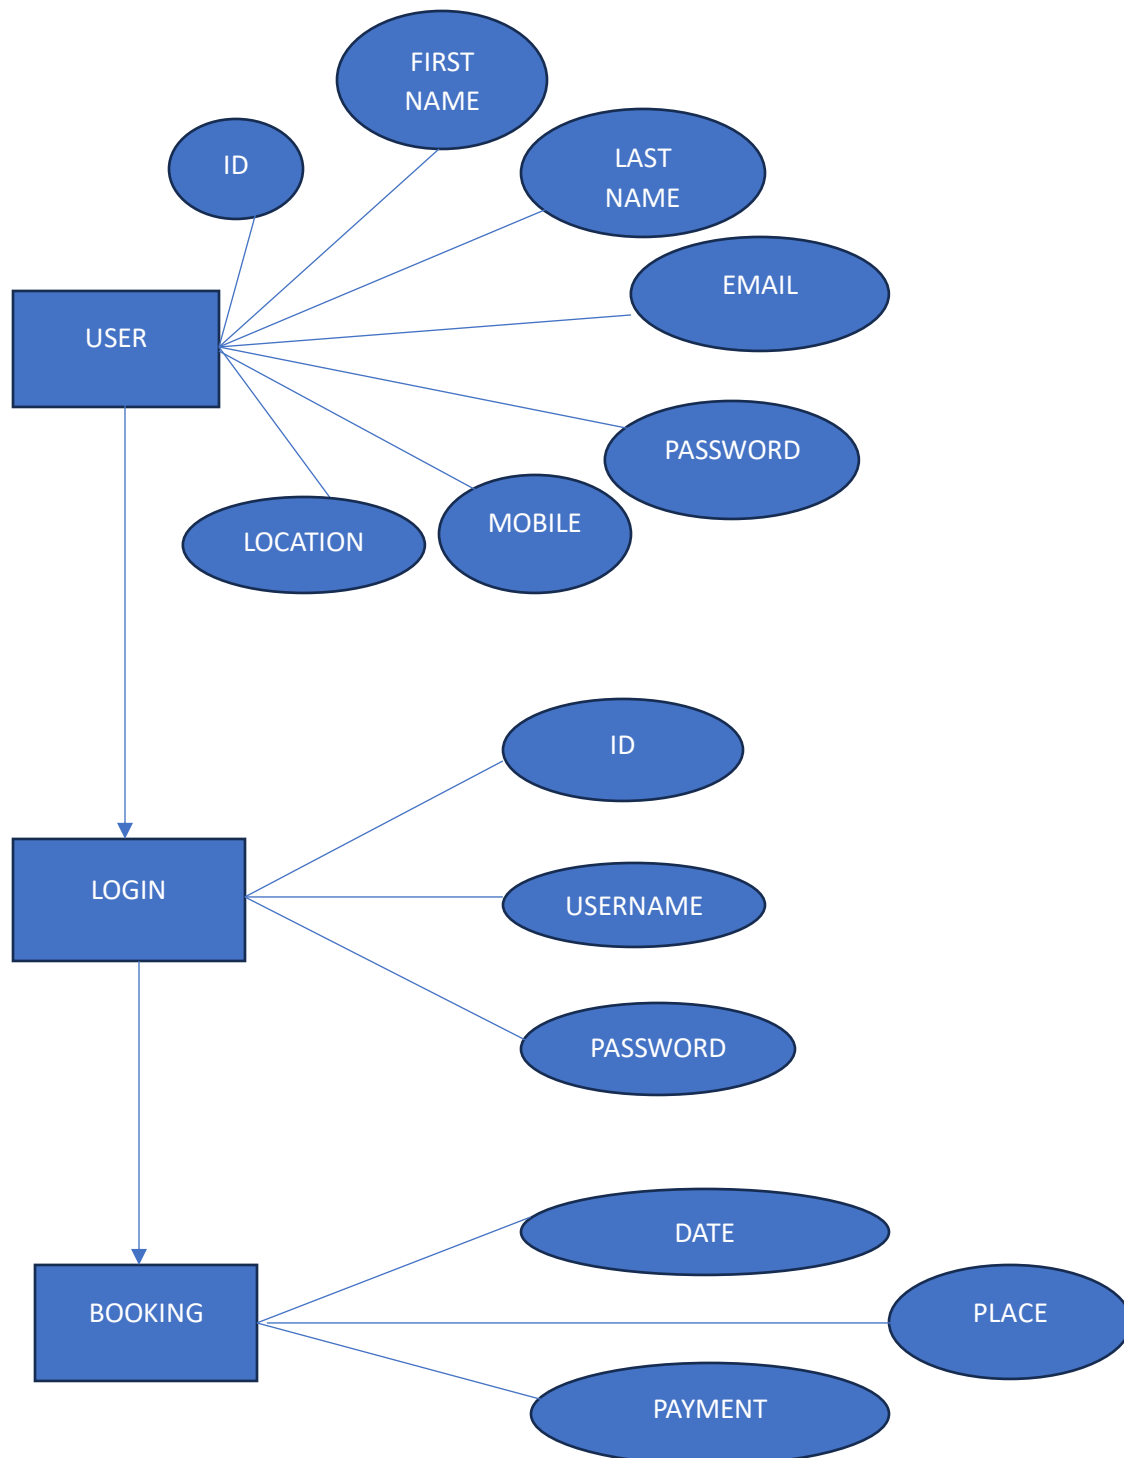 FIRST
NAME
ID
LAST
NAME
EMAIL
USER
PASSWORD
MOBILE
LOCATION
ID
LOGIN
USERNAME
PASSWORD
DATE
BOOKING
PLACE
PAYMENT